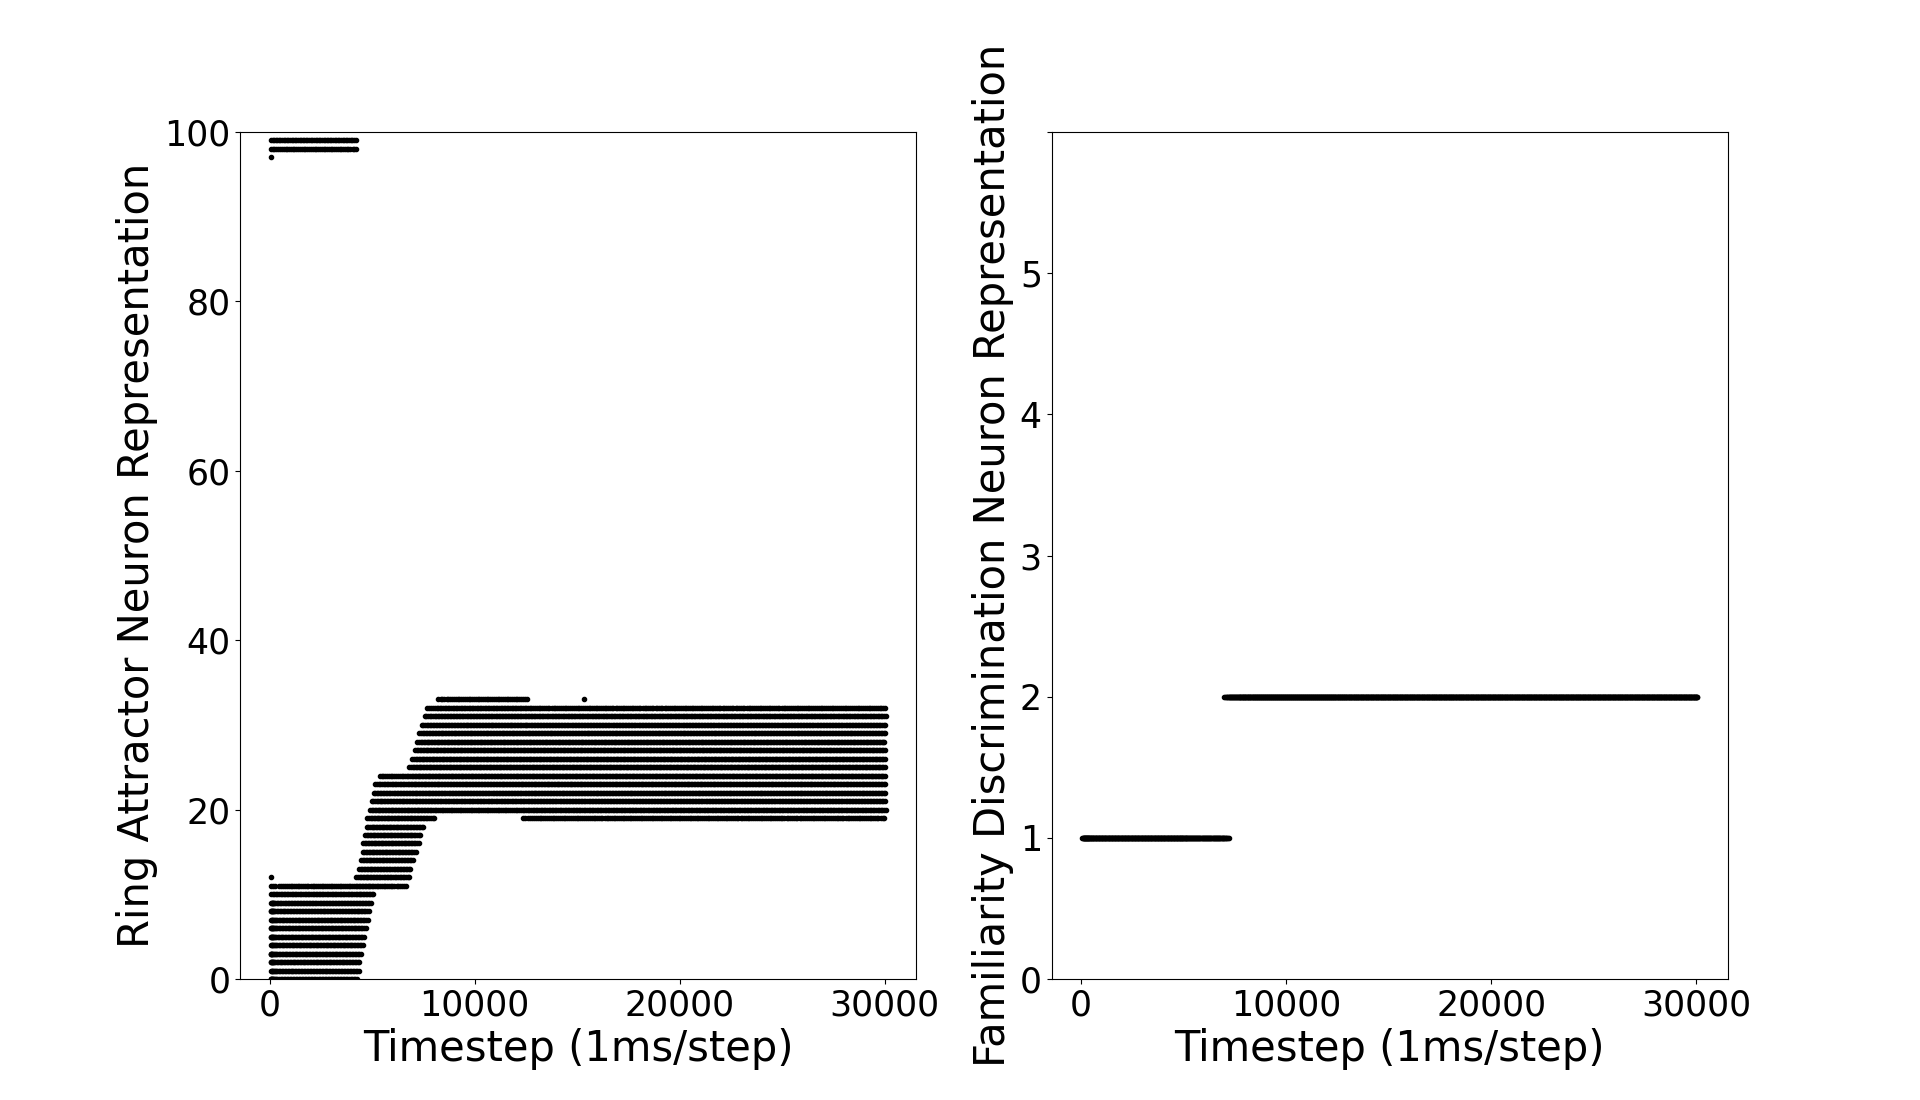 Ring Attractor Neuron Representation
100
80
60
40
20
0
0 10000 20000 30000
Timestep (1ms/step)
Familiarity Discrimination Neuron Representation
5
4
3
2
1
0
0 10000 20000 30000
Timestep (1ms/step)